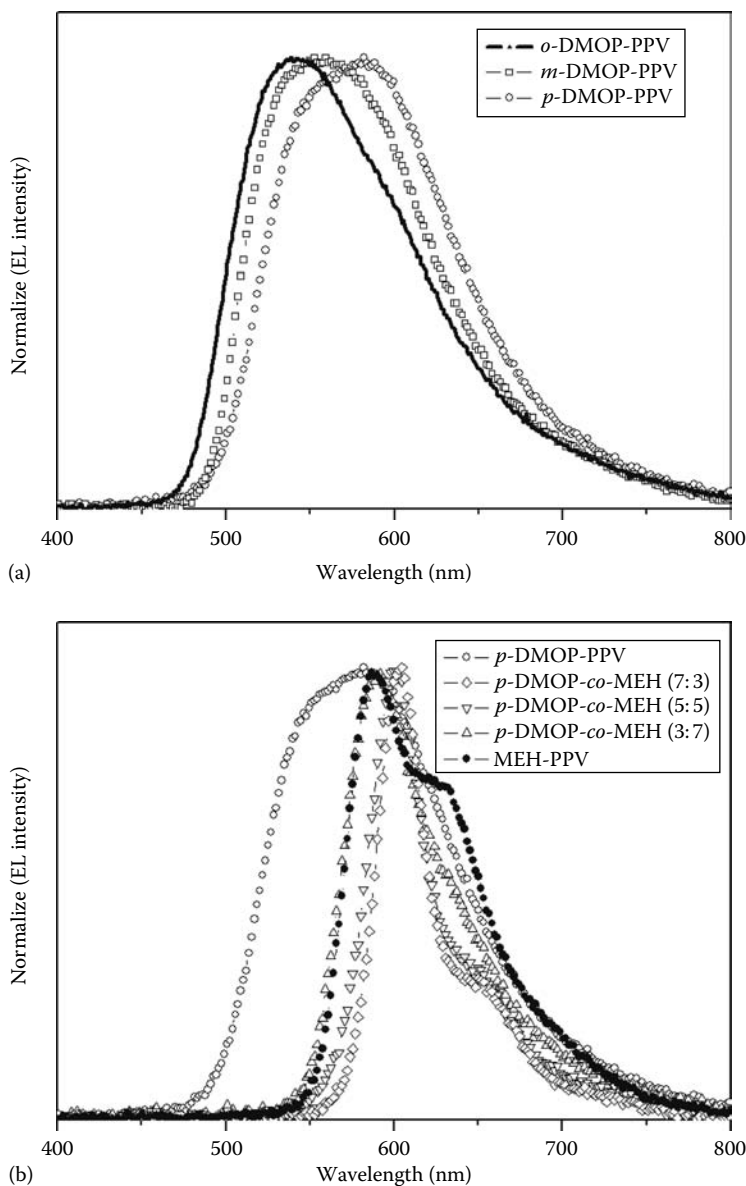 o-DMOP-PPV
m-DMOP-PPV
p-DMOP-PPV
Normalize (EL intensity)
400 500 600 700 800
(a) Wavelength (nm)
p-DMOP-PPV
p-DMOP-co-MEH (7:3)
p-DMOP-co-MEH (5:5)
p-DMOP-co-MEH (3:7)
MEH-PPV
Normalize (EL intensity)
400 500 600 700 800
(b) Wavelength (nm)